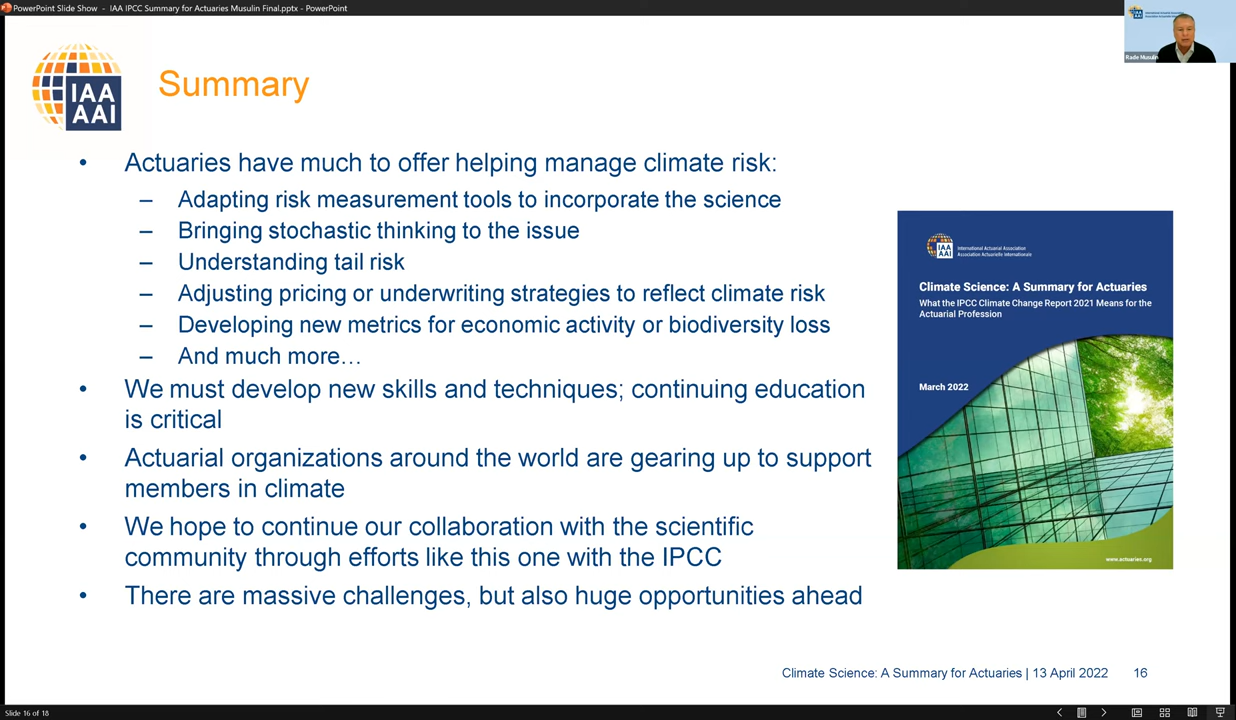 PowerPoint Slide Show - IAA IPCC Summary for Actuaries Musulin Final.pptx - PowerPoint
Rade Musulin
IAA
AAI
Summary
• Actuaries have much to offer helping manage climate risk:
– Adapting risk measurement tools to incorporate the science
– Bringing stochastic thinking to the issue
– Understanding tail risk
– Adjusting pricing or underwriting strategies to reflect climate risk
– Developing new metrics for economic activity or biodiversity loss
– And much more…
• We must develop new skills and techniques; continuing education
is critical
• Actuarial organizations around the world are gearing up to support
members in climate
• We hope to continue our collaboration with the scientific
community through efforts like this one with the IPCC
• There are massive challenges, but also huge opportunities ahead
IAA
AAI
International Actuarial Association
Association Actuarielle Internationale
Climate Science: A Summary for Actuaries
What the IPCC Climate Change Report 2021 Means for the
Actuarial Profession
March 2022
www.actuaries.org
Climate Science: A Summary for Actuaries | 13 April 2022 16
Slide 16 of 18